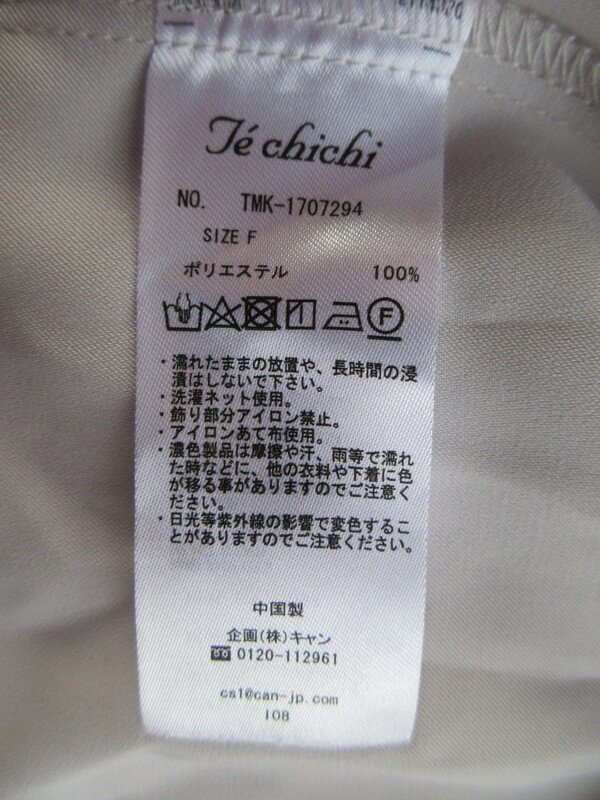 Té chichi
NO. TMK-1707294
SIZE F
ポリエステル 100%
・濡れたままの放置や、長時間の浸
漬はしないで下さい。
・洗濯ネット使用。
・飾り部分アイロン禁止。
・アイロンあて布使用。
・濃色製品は摩擦や汗、雨等で濡れ
た時などに、他の衣料や下着に色
が移る事がありますのでご注意く
ださい。
・日光等紫外線の影響で変色するこ
とがありますのでご注意ください。
中国製
企画(株)キャン
0120-112961
cs1@can-jp.com
108